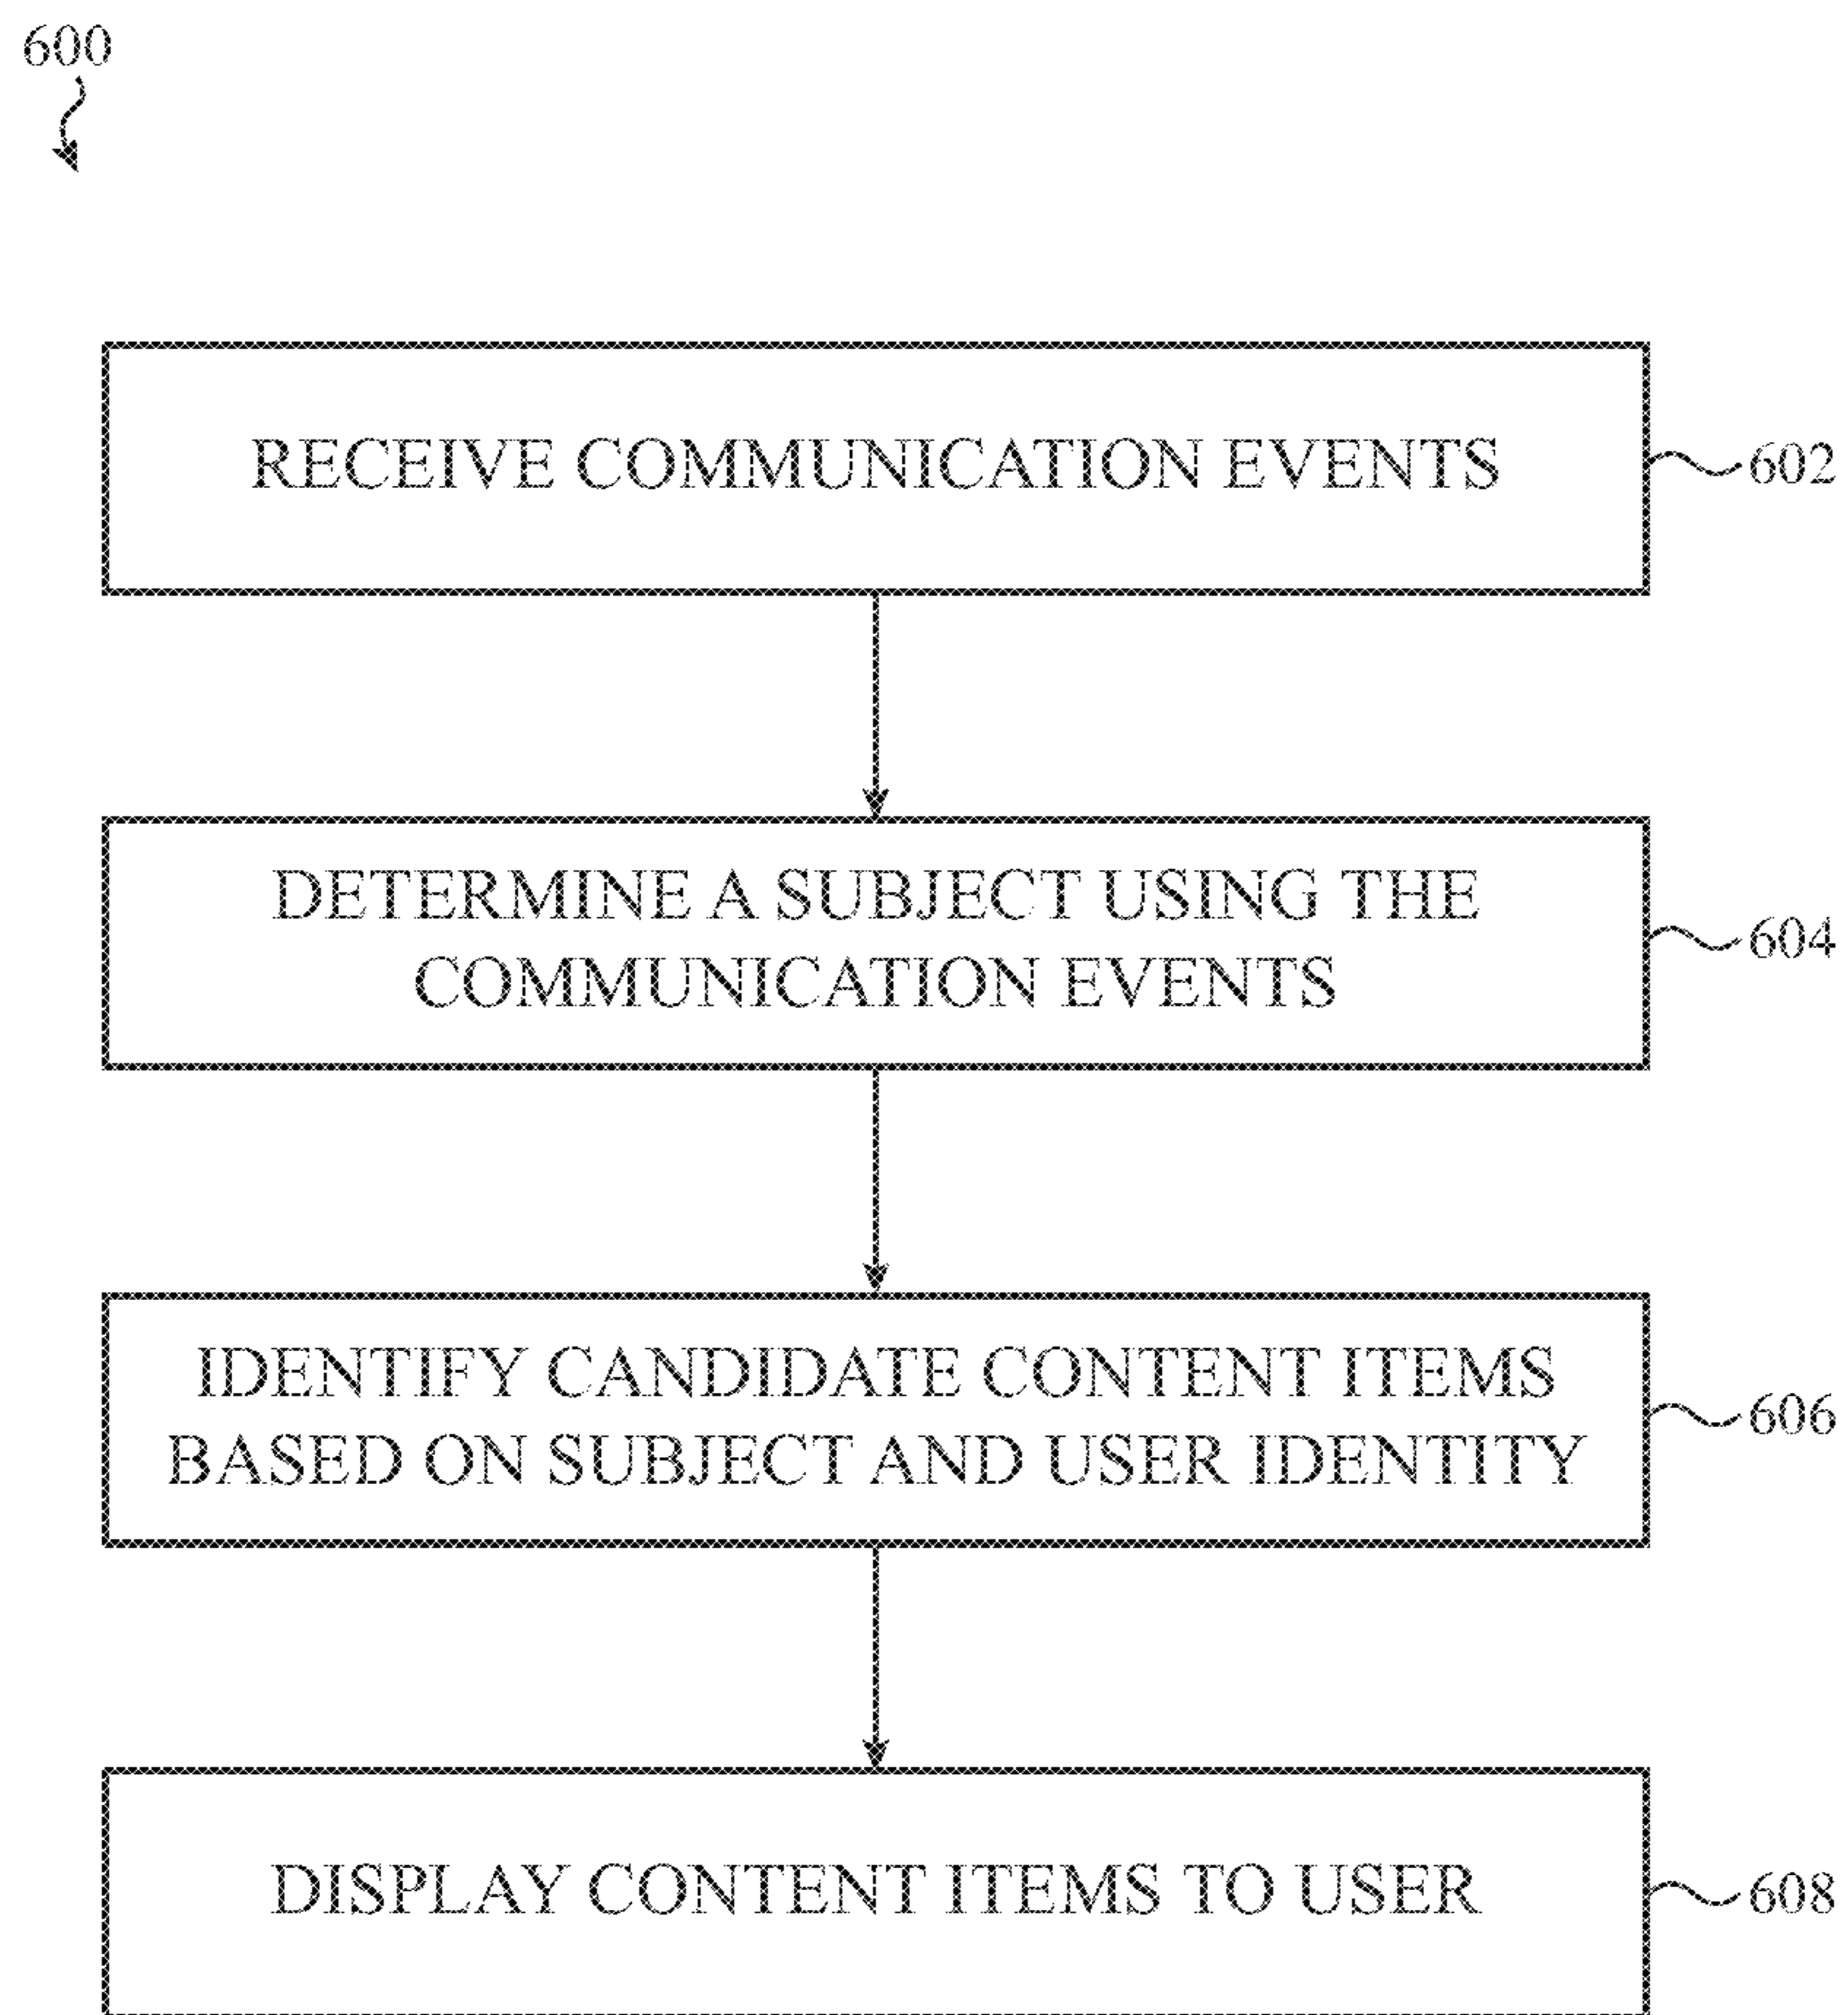 600
RECEIVE COMMUNICATION EVENTS
602
DETERMINE A SUBJECT USING THE
COMMUNICATION EVENTS
604
IDENTIFY CANDIDATE CONTENT ITEMS
BASED ON SUBJECT AND USER IDENTITY
606
DISPLAY CONTENT ITEMS TO USER
608